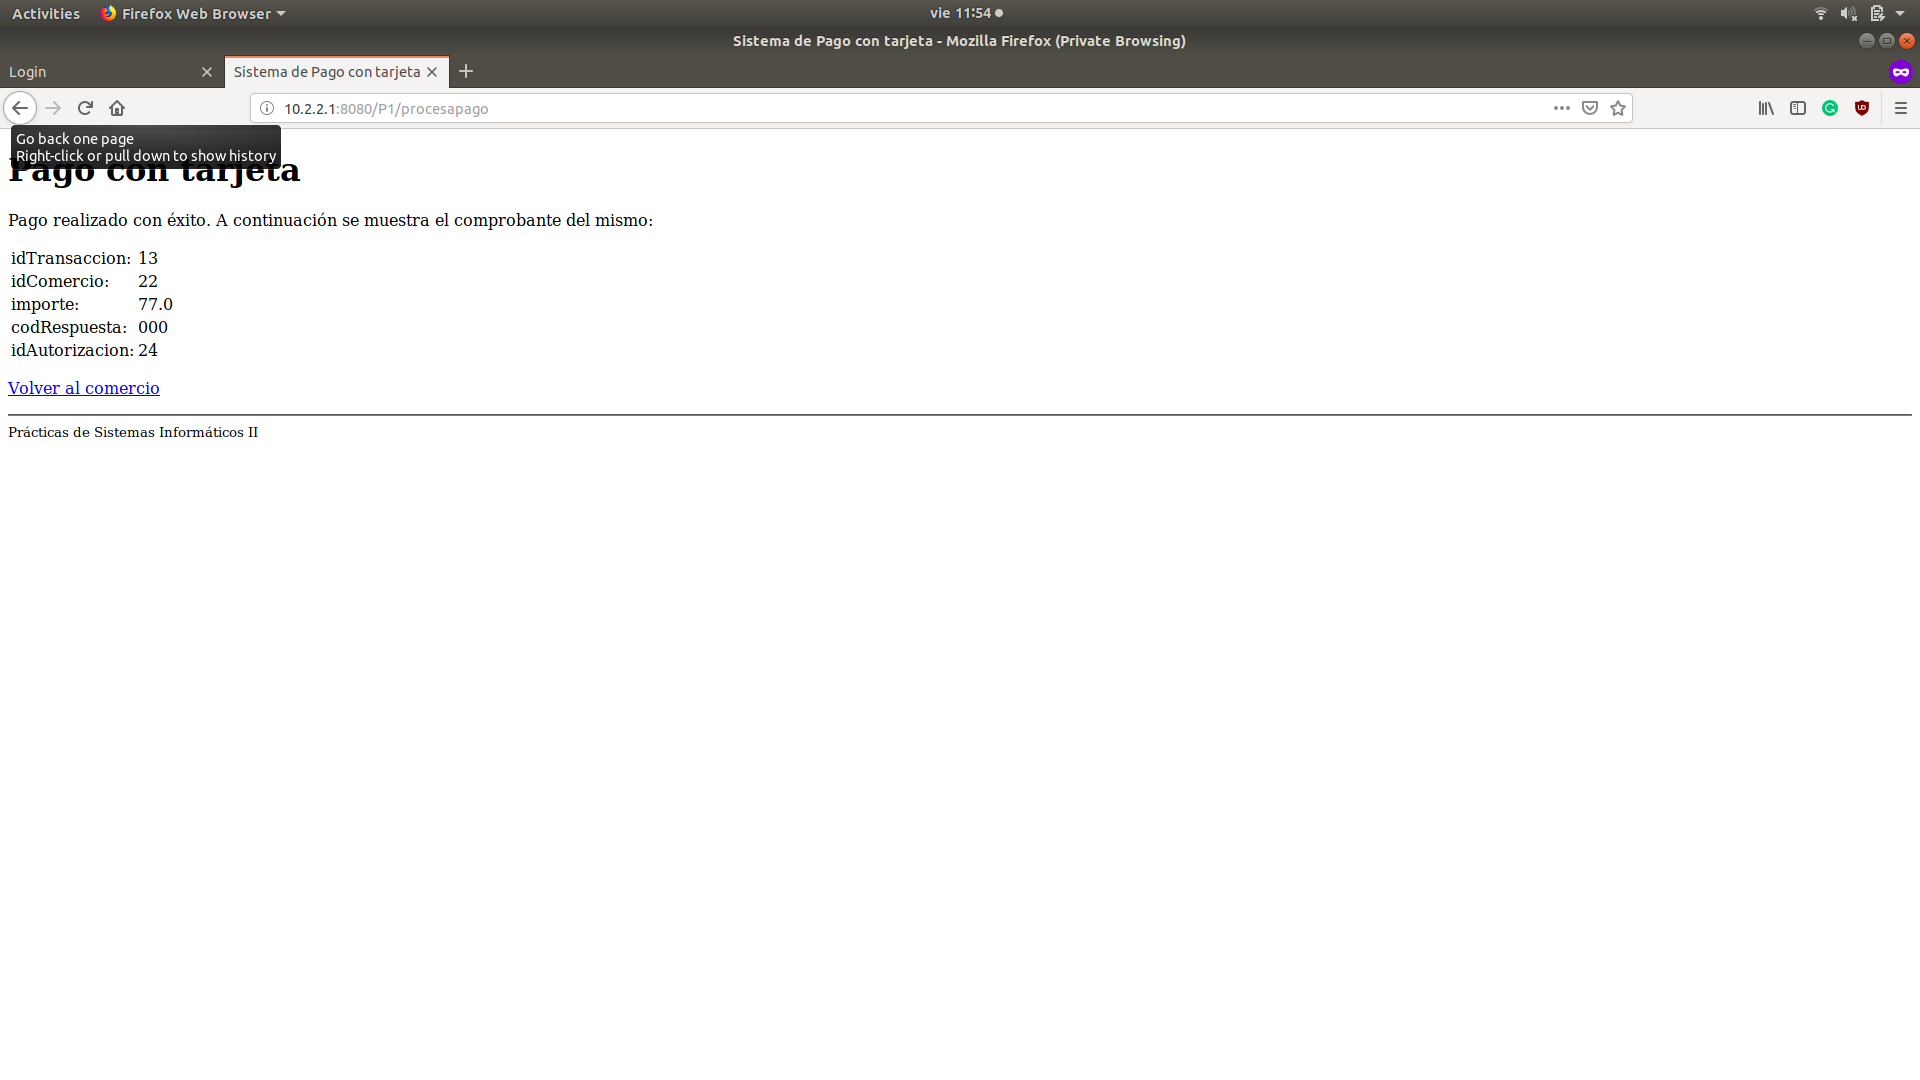 Activities Firefox Web Browser vie 11:54
Sistema de Pago con tarjeta - Mozilla Firefox (Private Browsing)
Login Sistema de Pago con tarjeta
10.2.2.1:8080/P1/procesapago
Go back one page
Right-click or pull down to show history
Pago con tarjeta
Pago realizado con éxito. A continuación se muestra el comprobante del mismo:
idTransaccion: 13
idComercio: 22
importe: 77.0
codRespuesta: 000
idAutorizacion: 24
Volver al comercio
Prácticas de Sistemas Informáticos II